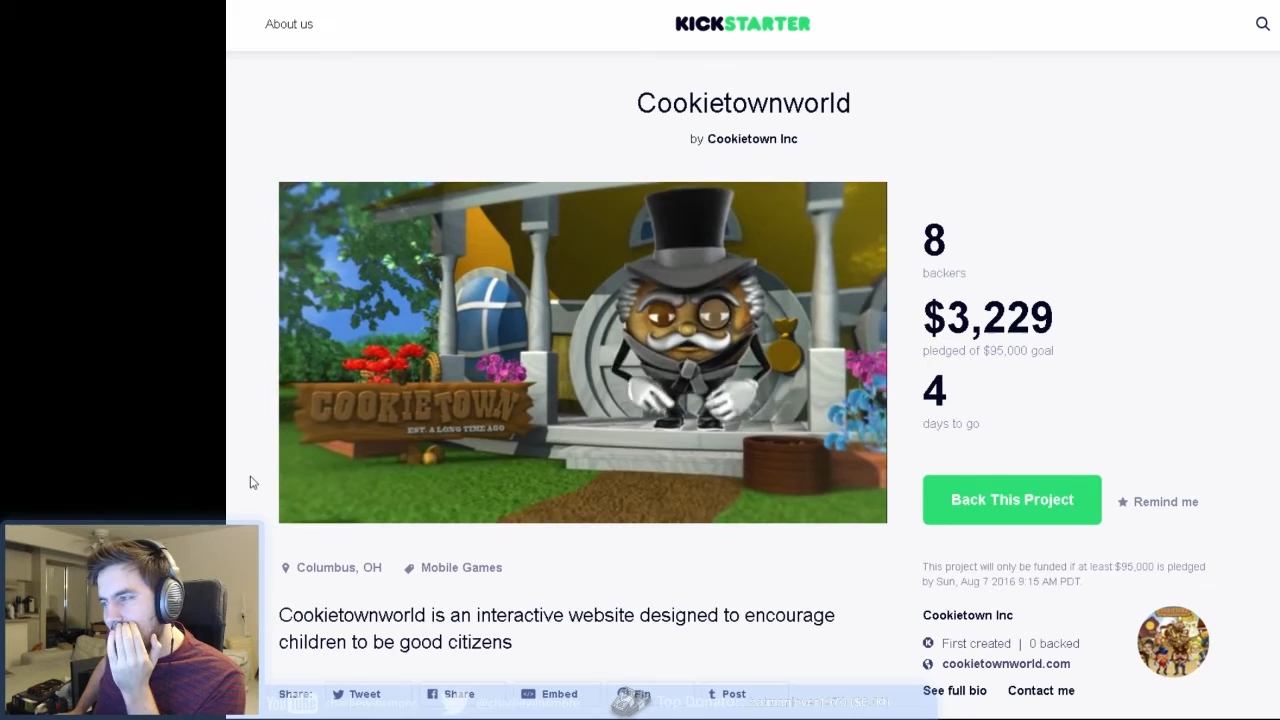 About us
KICKSTARTER
Cookietownworld
by Cookietown Inc
COOKIETOWN
EST. A LONG TIME AGO
8
backers
$3,229
pledged of $95,000 goal
4
days to go
Back This Project
Remind me
Columbus, OH
Mobile Games
This project will only be funded if at least $95,000 is pledged
by Sun, Aug 7 2016 9:15 AM PDT.
Cookietownworld is an interactive website designed to encourage
children to be good citizens
Cookietown Inc
First created | 0 backed
cookietownworld.com
See full bio
Contact me
Share:
Tweet
Share
Embed
Pin
Post
YouTube
Top Donator: